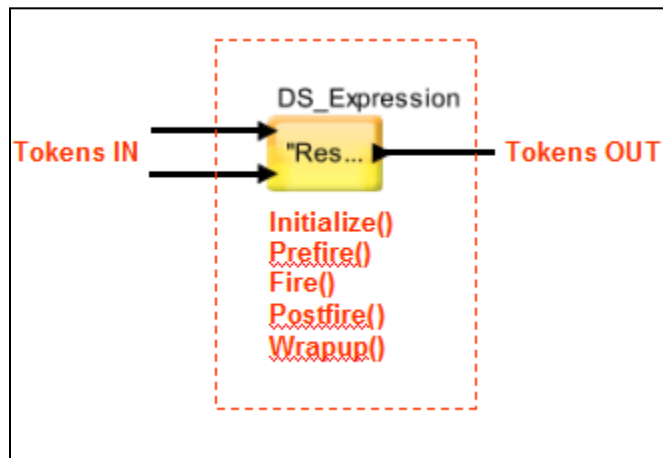 DS_Expression
Tokens IN
"Res...
Tokens OUT
Initialize()
Prefire()
Fire()
Postfire()
Wrapup()